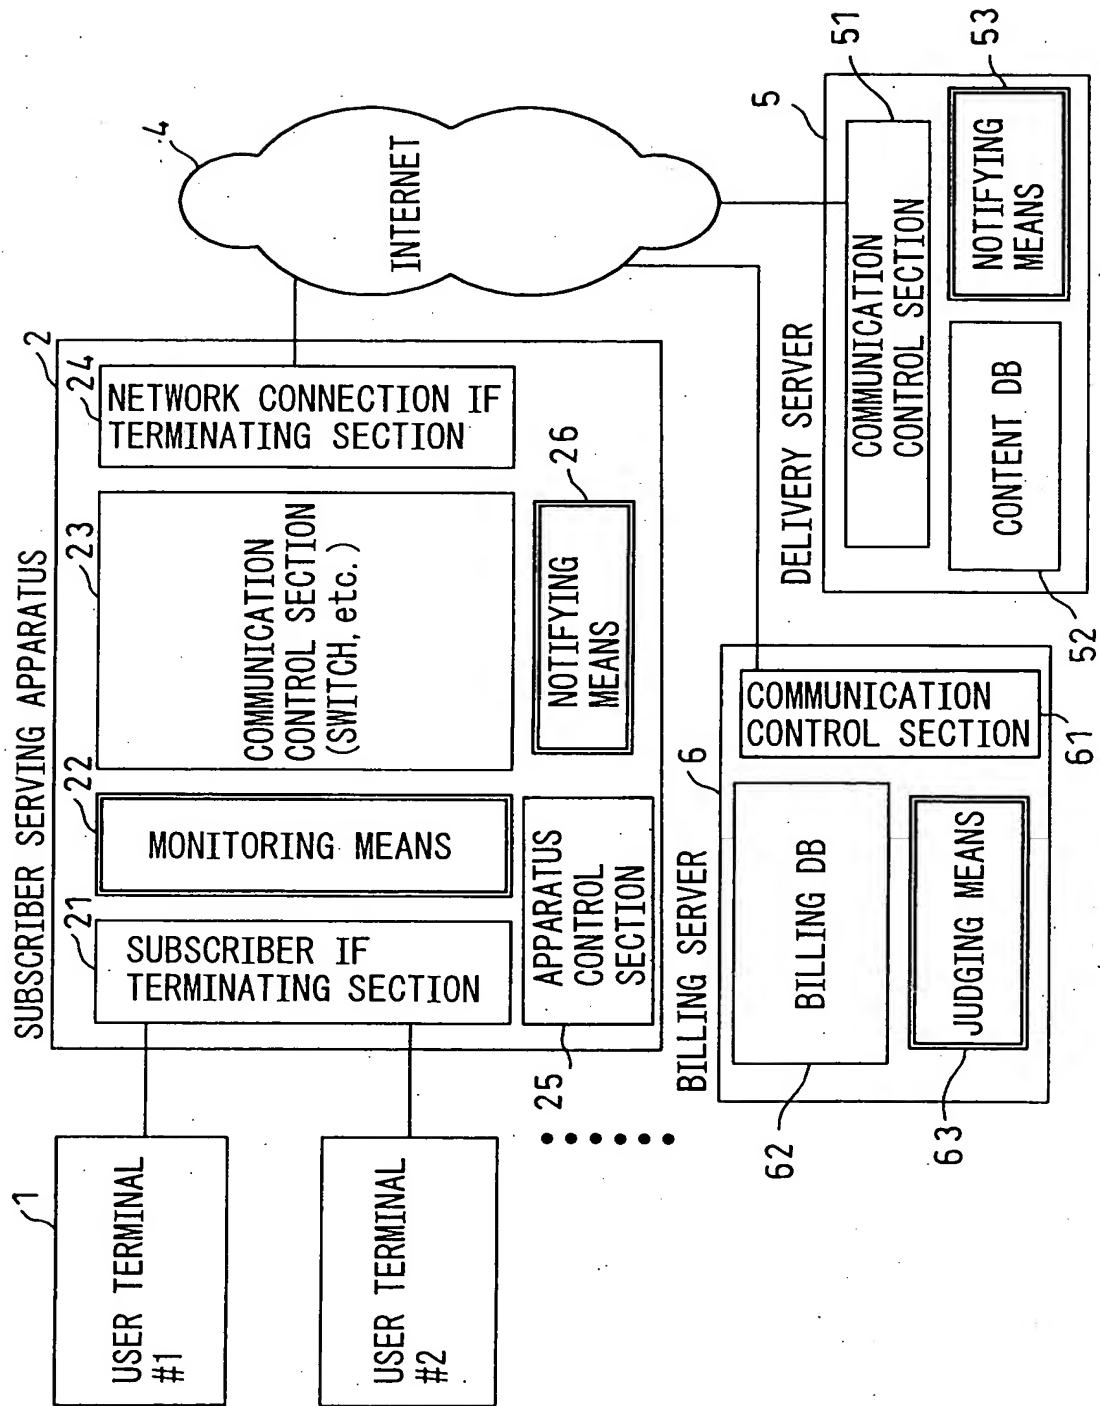 1
USER TERMINAL
#1
USER TERMINAL
#2
SUBSCRIBER SERVING APPARATUS
2
21
SUBSCRIBER IF
TERMINATING SECTION
22
MONITORING MEANS
23
COMMUNICATION
CONTROL SECTION
(SWITCH, etc.)
24
NETWORK CONNECTION IF
TERMINATING SECTION
25
APPARATUS
CONTROL
SECTION
26
NOTIFYING
MEANS
4
INTERNET
BILLING SERVER
6
62
BILLING DB
COMMUNICATION
CONTROL SECTION
61
63
JUDGING MEANS
DELIVERY SERVER
5
51
COMMUNICATION
CONTROL SECTION
52
CONTENT DB
53
NOTIFYING
MEANS